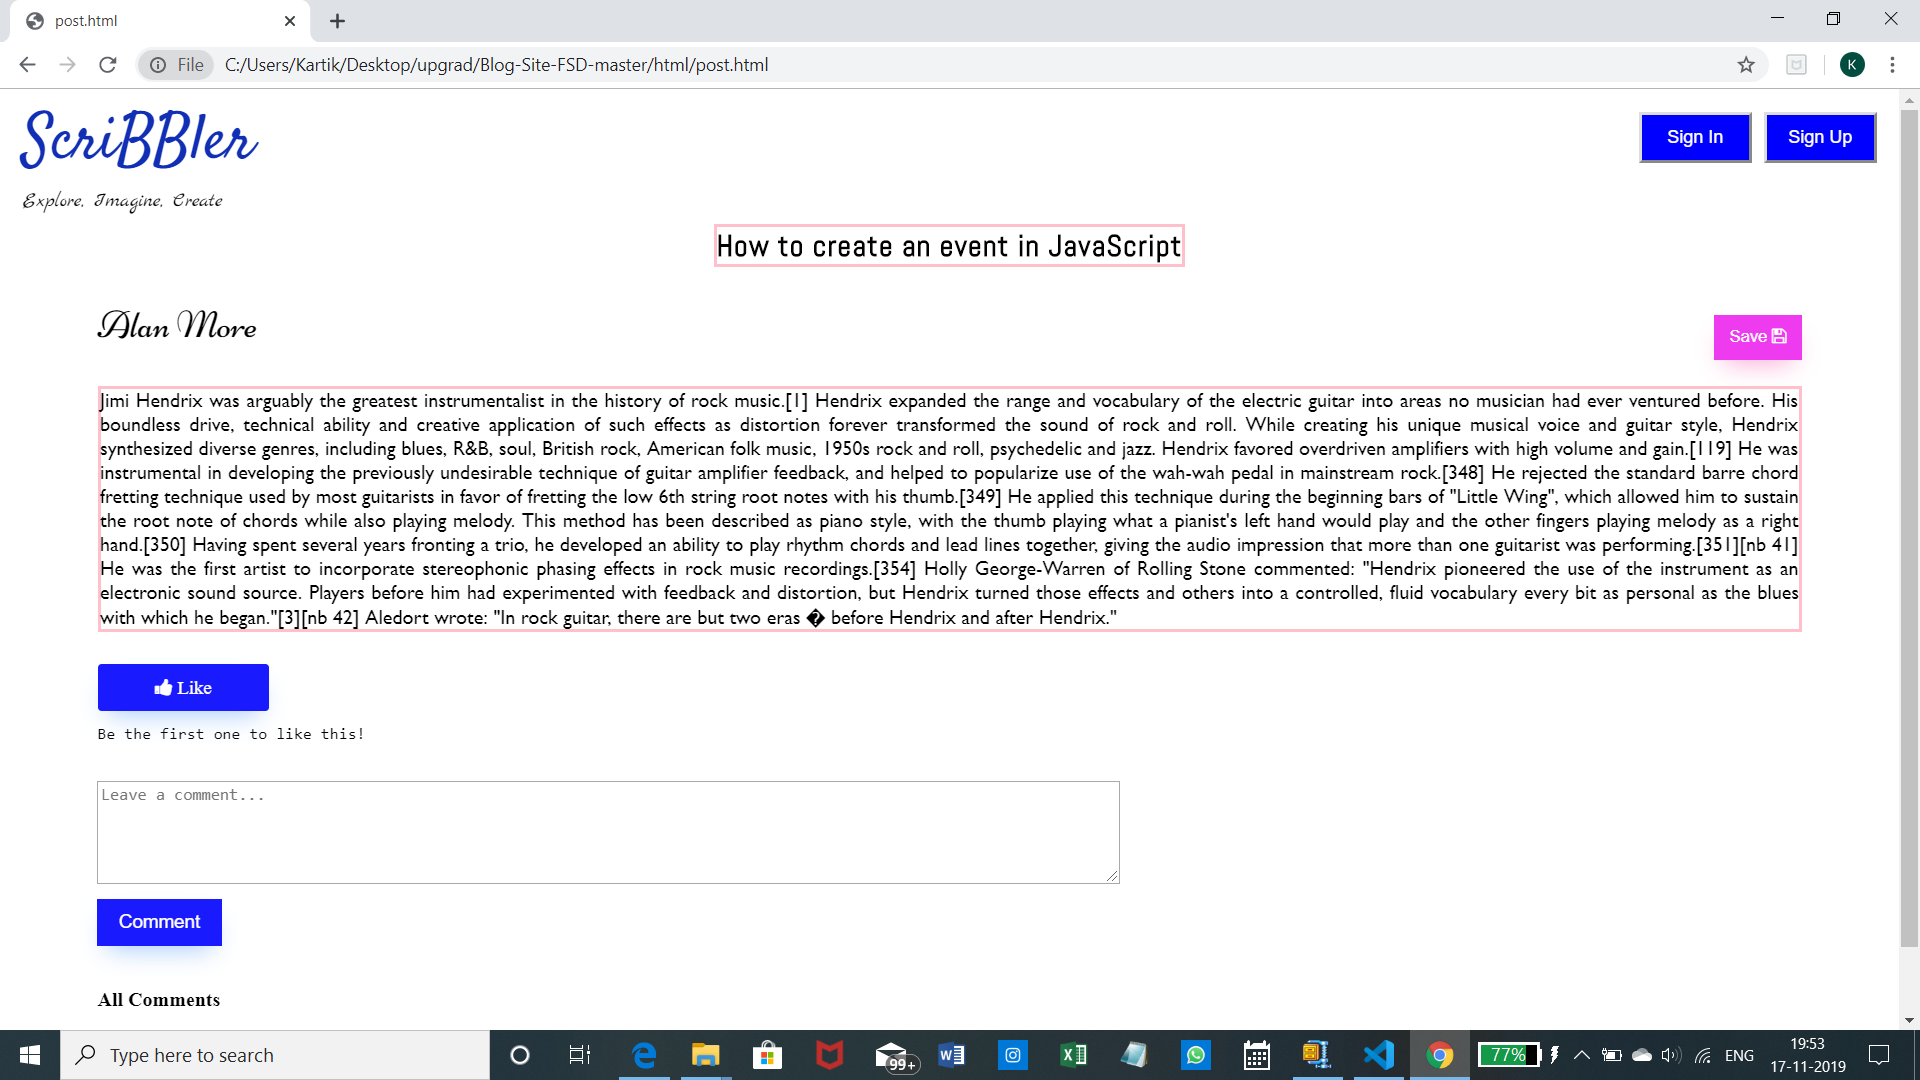 post.html
File
C:/Users/Kartik/Desktop/upgrad/Blog-Site-FSD-master/html/post.html
K
ScriBBler
Sign In
Sign Up
Explore, Imagine, Create
How to create an event in JavaScript
Alan More
Save
Jimi Hendrix was arguably the greatest instrumentalist in the history of rock music.[1] Hendrix expanded the range and vocabulary of the electric guitar into areas no musician had ever ventured before. His
boundless drive, technical ability and creative application of such effects as distortion forever transformed the sound of rock and roll. While creating his unique musical voice and guitar style, Hendrix
synthesized diverse genres, including blues, R&B, soul, British rock, American folk music, 1950s rock and roll, psychedelic and jazz. Hendrix favored overdriven amplifiers with high volume and gain.[119] He was
instrumental in developing the previously undesirable technique of guitar amplifier feedback, and helped to popularize use of the wah-wah pedal in mainstream rock.[348] He rejected the standard barre chord
fretting technique used by most guitarists in favor of fretting the low 6th string root notes with his thumb.[349] He applied this technique during the beginning bars of "Little Wing", which allowed him to sustain
the root note of chords while also playing melody. This method has been described as piano style, with the thumb playing what a pianist's left hand would play and the other fingers playing melody as a right
hand.[350] Having spent several years fronting a trio, he developed an ability to play rhythm chords and lead lines together, giving the audio impression that more than one guitarist was performing.[351][nb 41]
He was the first artist to incorporate stereophonic phasing effects in rock music recordings.[354] Holly George-Warren of Rolling Stone commented: "Hendrix pioneered the use of the instrument as an
electronic sound source. Players before him had experimented with feedback and distortion, but Hendrix turned those effects and others into a controlled, fluid vocabulary every bit as personal as the blues
with which he began."[3][nb 42] Aledort wrote: "In rock guitar, there are but two eras � before Hendrix and after Hendrix."
Like
Be the first one to like this!
Leave a comment...
Comment
All Comments
Type here to search
99+
77%
ENG
19:53
17-11-2019